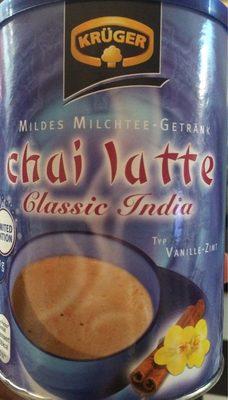 KRÜGER
MILDES MILCHTEE-GETRÄNK
chai latte
Classic India
TYP
VANILLE-ZIMT